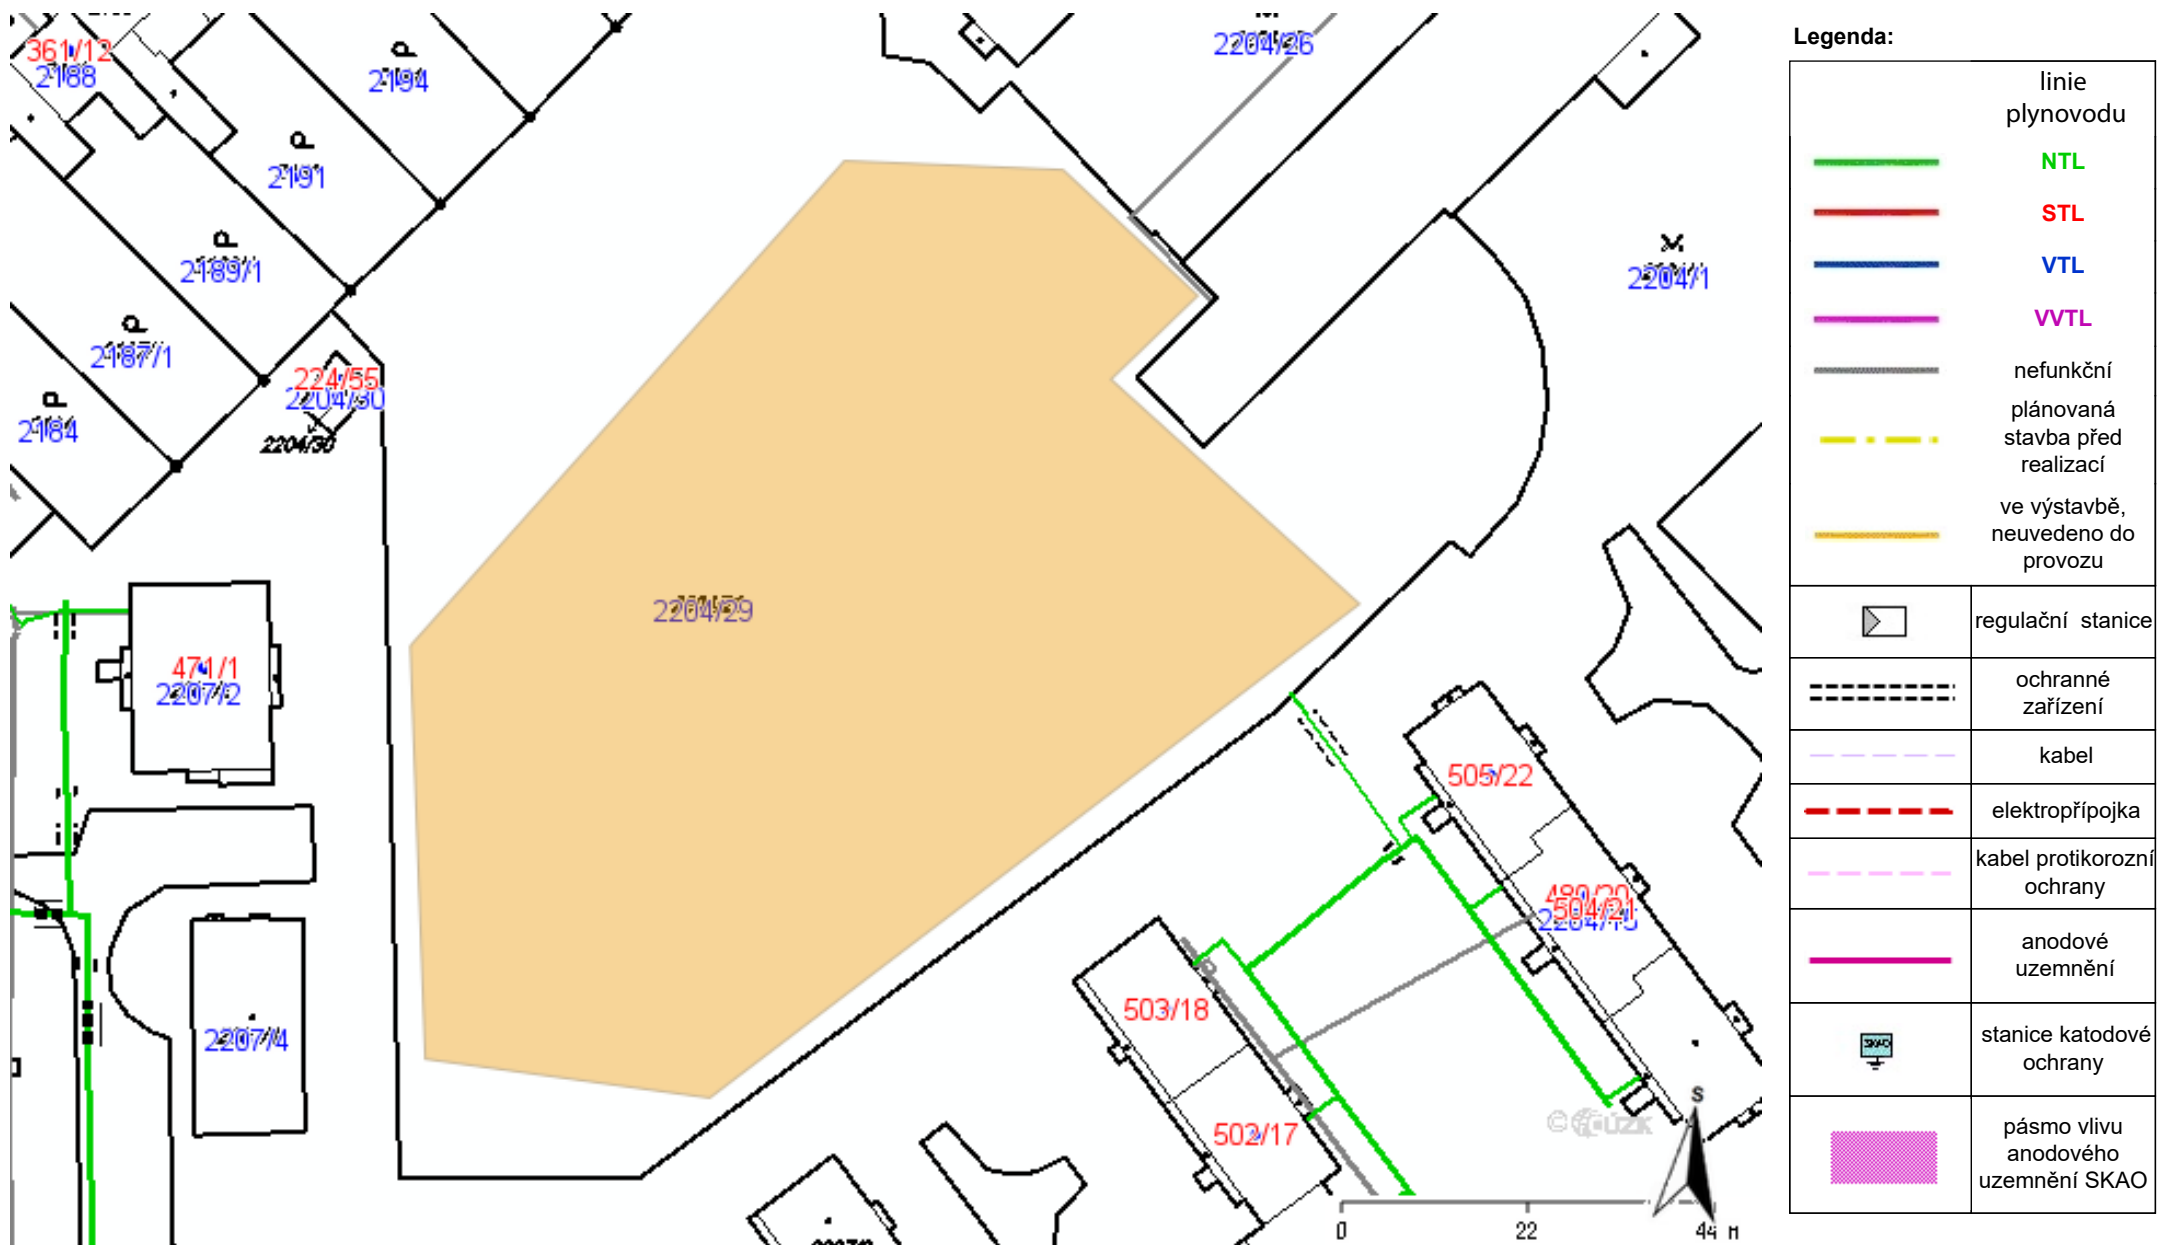 361/12
2188
P
2194
P
2191
P
2189/1
P
2187/1
P
2184
224/55
2204/30
2204/30
2204/26
2204/1
2204/29
471/1
2207/2
2207/4
505/22
480/20
504/21
503/18
502/17
S
0 22 44 M
Legenda:
linie
plynovodu
NTL
STL
VTL
VVTL
nefunkční
plánovaná
stavba před
realizací
ve výstavbě,
neuvedeno do
provozu
regulační stanice
ochranné
zařízení
kabel
elektropřípojka
kabel protikorozní
ochrany
anodové
uzemnění
SKAO
stanice katodové
ochrany
pásmo vlivu
anodového
uzemnění SKAO